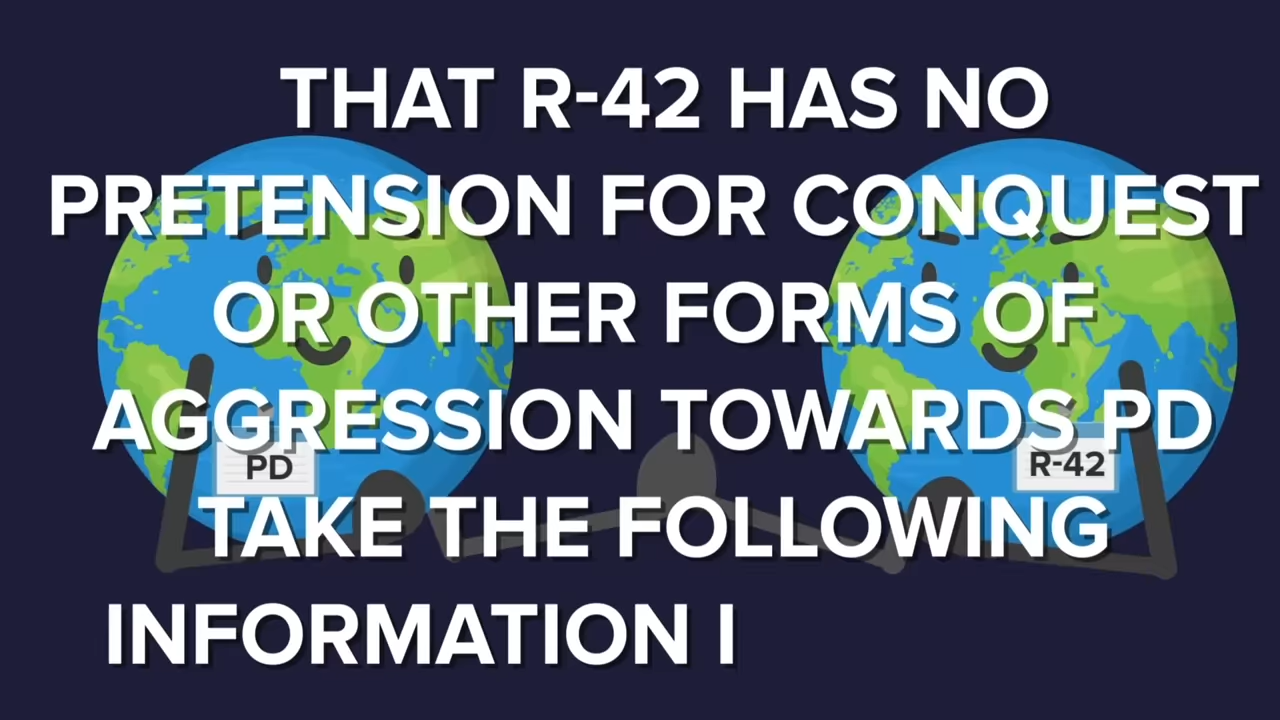 THAT R-42 HAS NO
PRETENSION FOR CONQUEST
OR OTHER FORMS OF
AGGRESSION TOWARDS PD
TAKE THE FOLLOWING
INFORMATION I
PD
R-42